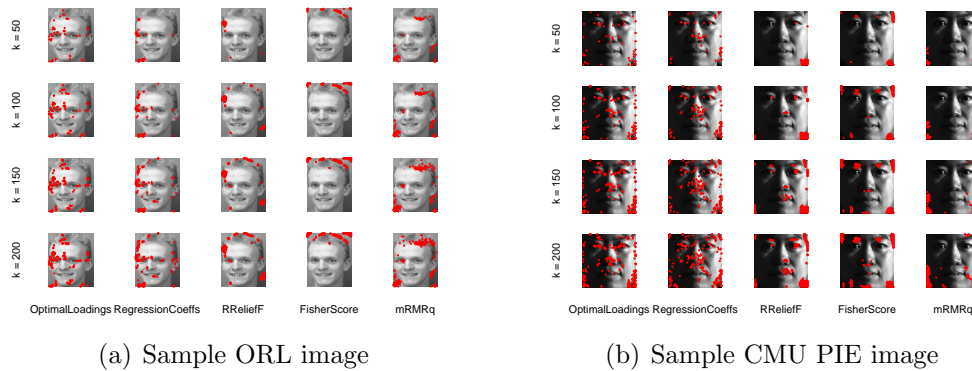 k = 50
k = 100
k = 150
k = 200
OptimalLoadings RegressionCoeffs RReliefF FisherScore mRMRq
(a) Sample ORL image
k = 50
k = 100
k = 150
k = 200
OptimalLoadings RegressionCoeffs RReliefF FisherScore mRMRq
(b) Sample CMU PIE image